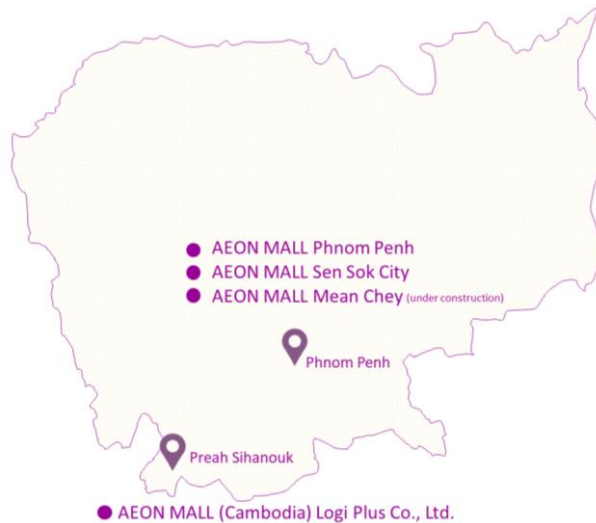 AEON MALL Phnom Penh
AEON MALL Sen Sok City
AEON MALL Mean Chey (under construction)
Phnom Penh
Preah Sihanouk
AEON MALL (Cambodia) Logi Plus Co., Ltd.